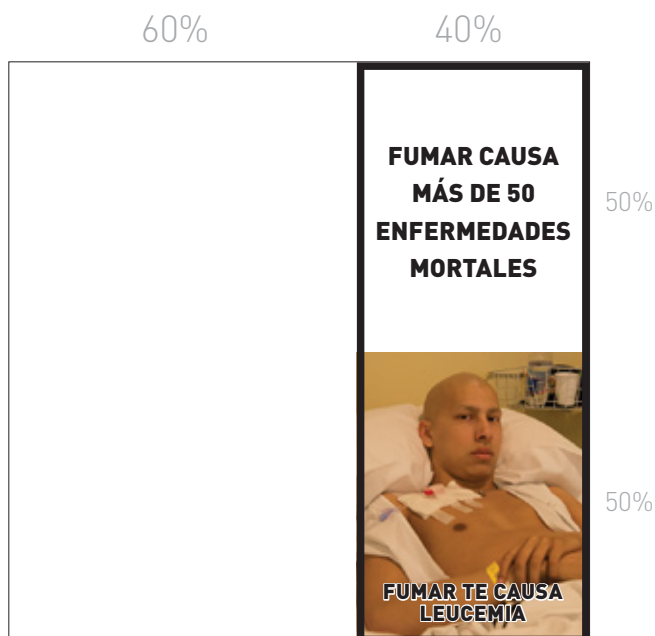 60%
40%
FUMAR CAUSA
MÁS DE 50
ENFERMEDADES
MORTALES
50%
50%
FUMAR TE CAUSA
LEUCEMIA